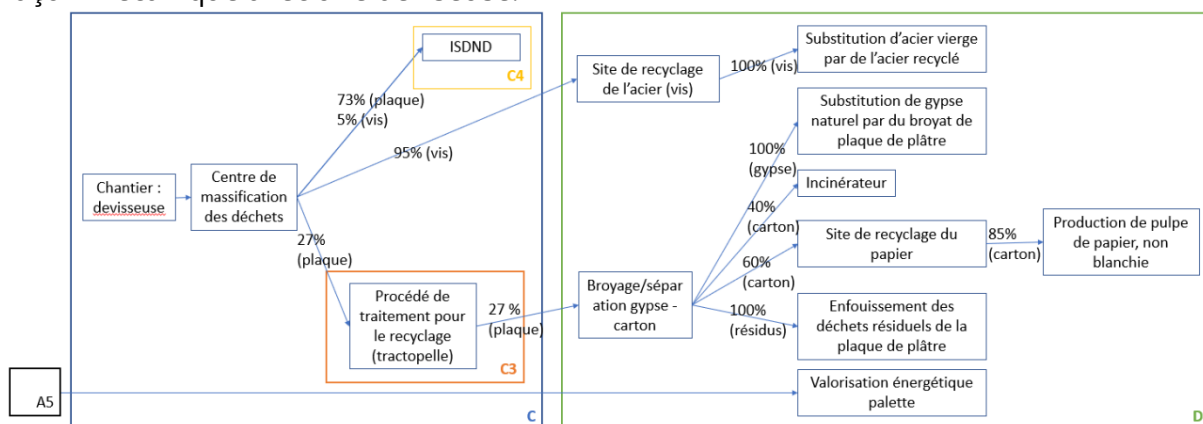 ISDND
C4
73% (plaque)
5% (vis)
95% (vis)
Chantier :
devisseuse
Centre de
massification
des déchets
27%
(plaque)
Procédé de
traitement pour
le recyclage
(tractopelle)
C3
27 %
(plaque)
A5
C
Site de recyclage
de l'acier (vis)
100% (vis)
Substitution d'acier vierge
par de l'acier recyclé
Substitution de gypse
naturel par du broyat de
plaque de plâtre
100%
(gypse)
Incinérateur
40%
(carton)
Site de recyclage du
papier
85%
(carton)
Production de pulpe
de papier, non
blanchie
60%
(carton)
Broyage/sépar
ation gypse -
carton
100%
(résidus)
Enfouissement des
déchets résiduels de la
plaque de plâtre
Valorisation énergétique
palette
D